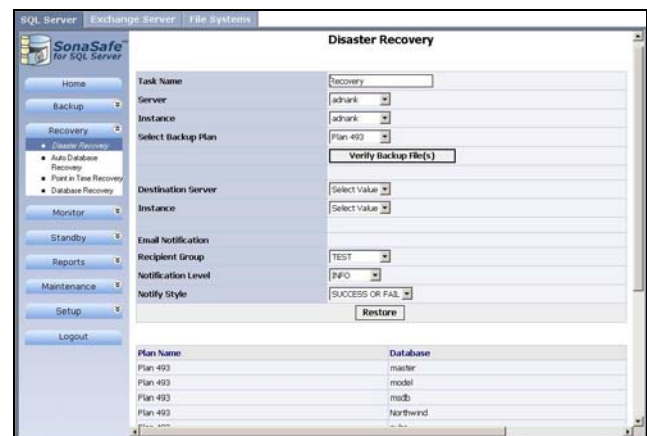 SQL Server Exchange Server File Systems
SonaSafe™
for SQL Server
Home
Backup
Recovery
Disaster Recovery
Auto Database
Recovery
Point in Time Recovery
Database Recovery
Monitor
Standby
Reports
Maintenance
Setup
Logout
Disaster Recovery
Task Name Recovery
Server adnank
Instance adnank
Select Backup Plan Plan 493
Verify Backup File(s)
Destination Server Select Value
Instance Select Value
Email Notification
Recipient Group TEST
Notification Level INFO
Notify Style SUCCESS OR FAIL
Restore
Plan Name Database
Plan 493 master
Plan 493 model
Plan 493 msdb
Plan 493 Northwind
Plan 493